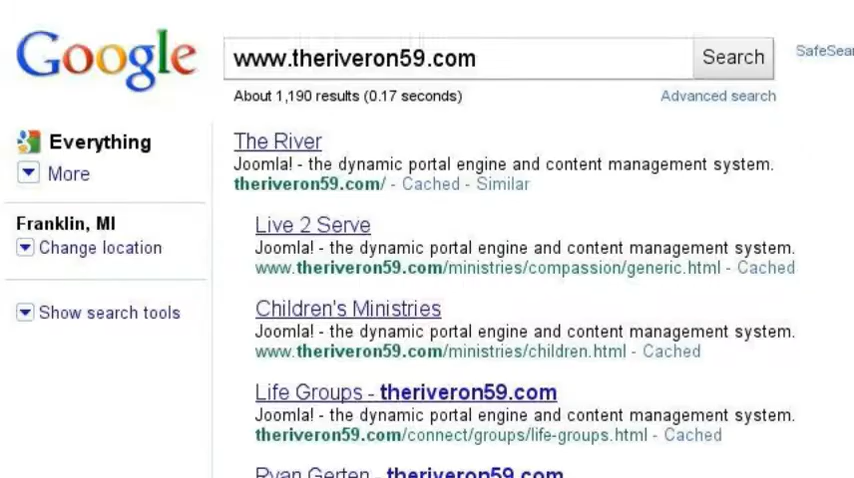 Google
www.theriveron59.com
Search
SafeSear
About 1,190 results (0.17 seconds)
Advanced search
Everything
More
Franklin, MI
Change location
Show search tools
The River
Joomla! - the dynamic portal engine and content management system.
theriveron59.com/ - Cached - Similar
Live 2 Serve
Joomla! - the dynamic portal engine and content management system.
www.theriveron59.com/ministries/compassion/generic.html - Cached
Children's Ministries
Joomla! - the dynamic portal engine and content management system.
www.theriveron59.com/ministries/children.html - Cached
Life Groups - theriveron59.com
Joomla! - the dynamic portal engine and content management system.
theriveron59.com/connect/groups/life-groups.html - Cached
Ryan Gerten - theriveron59.com